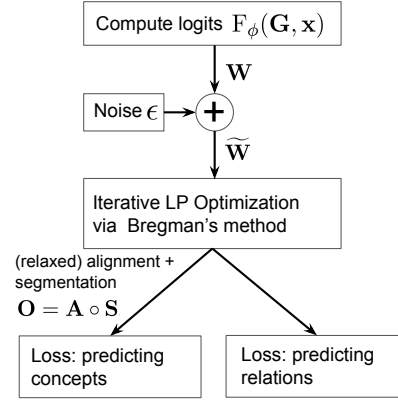 Compute logits F_ϕ(G, x)
W
Noise ϵ
+
W̃
Iterative LP Optimization
via Bregman's method
(relaxed) alignment +
segmentation
O = A ∘ S
Loss: predicting
concepts
Loss: predicting
relations